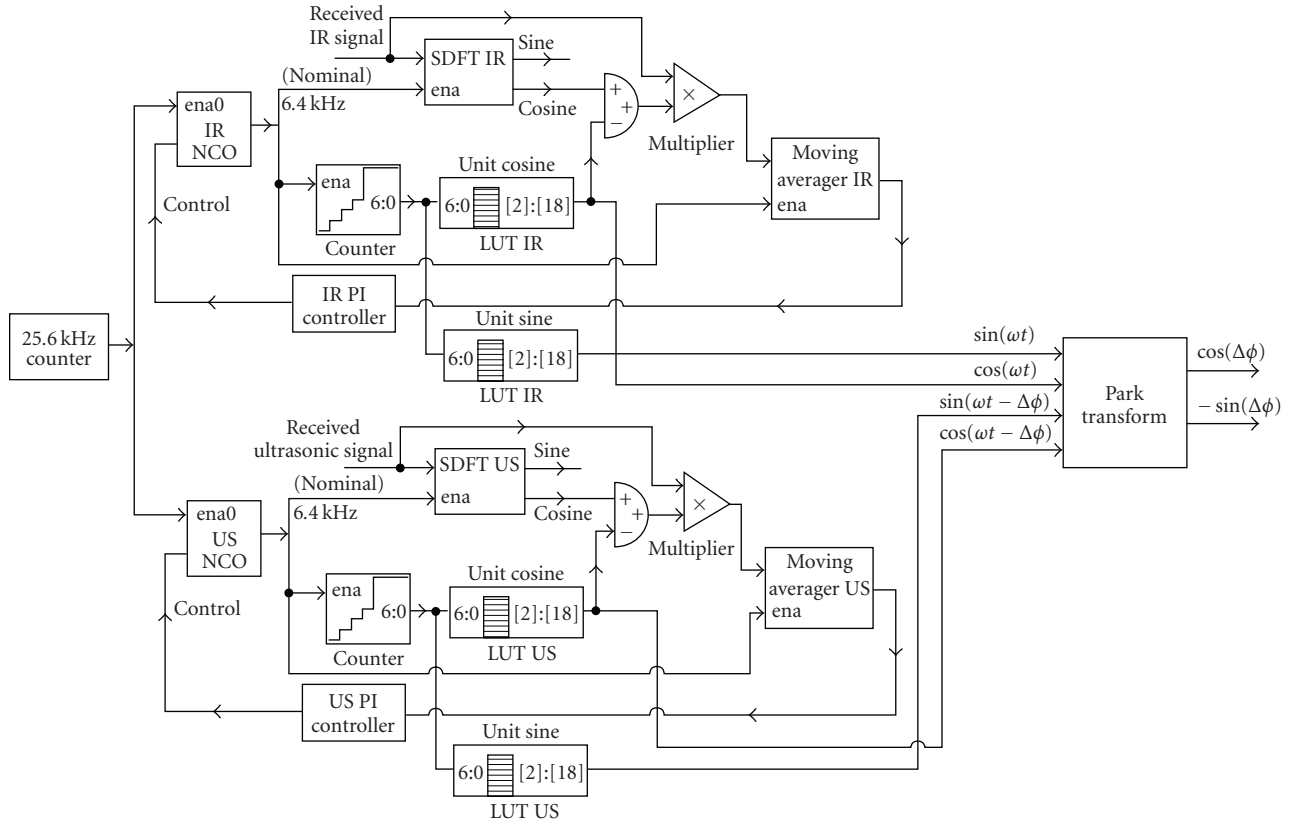 Received
IR signal
SDFT IR
ena
Sine
Cosine
(Nominal)
6.4 kHz
ena0
IR
NCO
Control
+
+
−
×
Multiplier
Moving
averager IR
ena
ena
6:0
Counter
Unit cosine
6:0 [2]:[18]
LUT IR
IR PI
controller
Unit sine
6:0 [2]:[18]
LUT IR
25.6 kHz
counter
sin(ωt)
cos(ωt)
sin(ωt − Δϕ)
cos(ωt − Δϕ)
Park
transform
cos(Δϕ)
− sin(Δϕ)
Received
ultrasonic signal
SDFT US
ena
Sine
Cosine
(Nominal)
6.4 kHz
ena0
US
NCO
Control
+
+
−
×
Multiplier
Moving
averager US
ena
ena
6:0
Counter
Unit cosine
6:0 [2]:[18]
LUT US
US PI
controller
Unit sine
6:0 [2]:[18]
LUT US